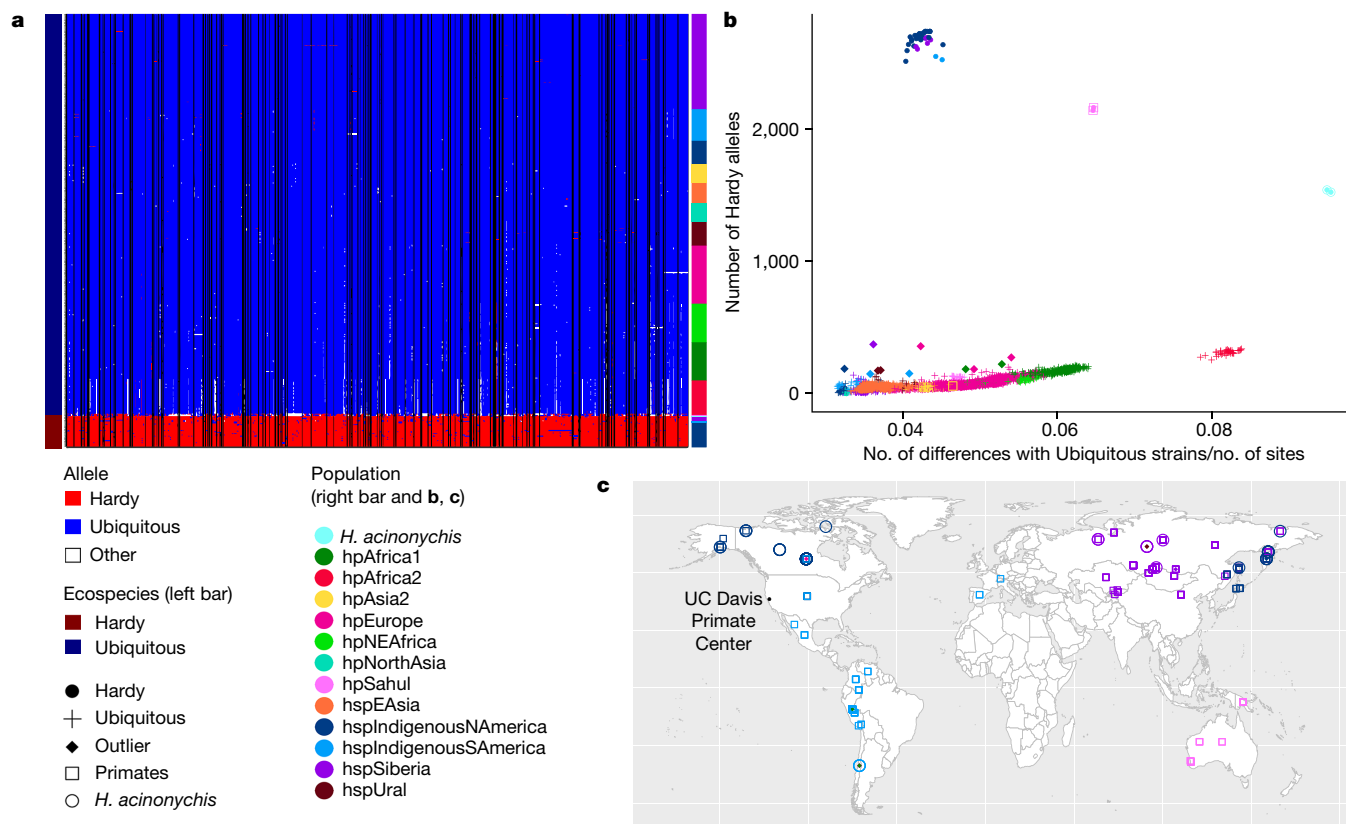 a
b
Number of Hardy alleles
2,000
1,000
0
0.04
0.06
0.08
No. of differences with Ubiquitous strains/no. of sites
Allele
Hardy
Ubiquitous
Other
Ecospecies (left bar)
Hardy
Ubiquitous
Hardy
Ubiquitous
Outlier
Primates
H. acinonychis
Population
(right bar and b, c)
H. acinonychis
hpAfrica1
hpAfrica2
hpAsia2
hpEurope
hpNEAfrica
hpNorthAsia
hpSahul
hspEAsia
hspIndigenousNAmerica
hspIndigenousSAmerica
hspSiberia
hspUral
c
UC Davis
Primate
Center